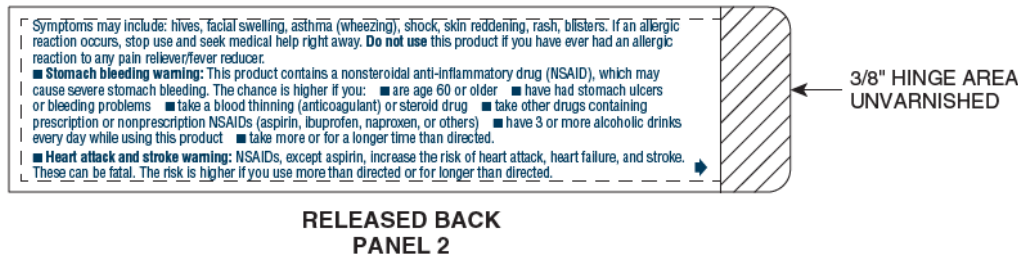 Symptoms may include: hives, facial swelling, asthma (wheezing), shock, skin reddening, rash, blisters. If an allergic
reaction occurs, stop use and seek medical help right away. Do not use this product if you have ever had an allergic
reaction to any pain reliever/fever reducer.
■ Stomach bleeding warning: This product contains a nonsteroidal anti-inflammatory drug (NSAID), which may
cause severe stomach bleeding. The chance is higher if you: ■ are age 60 or older ■ have had stomach ulcers
or bleeding problems ■ take a blood thinning (anticoagulant) or steroid drug ■ take other drugs containing
prescription or nonprescription NSAIDs (aspirin, ibuprofen, naproxen, or others) ■ have 3 or more alcoholic drinks
every day while using this product ■ take more or for a longer time than directed.
■ Heart attack and stroke warning: NSAIDs, except aspirin, increase the risk of heart attack, heart failure, and stroke.
These can be fatal. The risk is higher if you use more than directed or for longer than directed.
3/8" HINGE AREA
UNVARNISHED
RELEASED BACK
PANEL 2